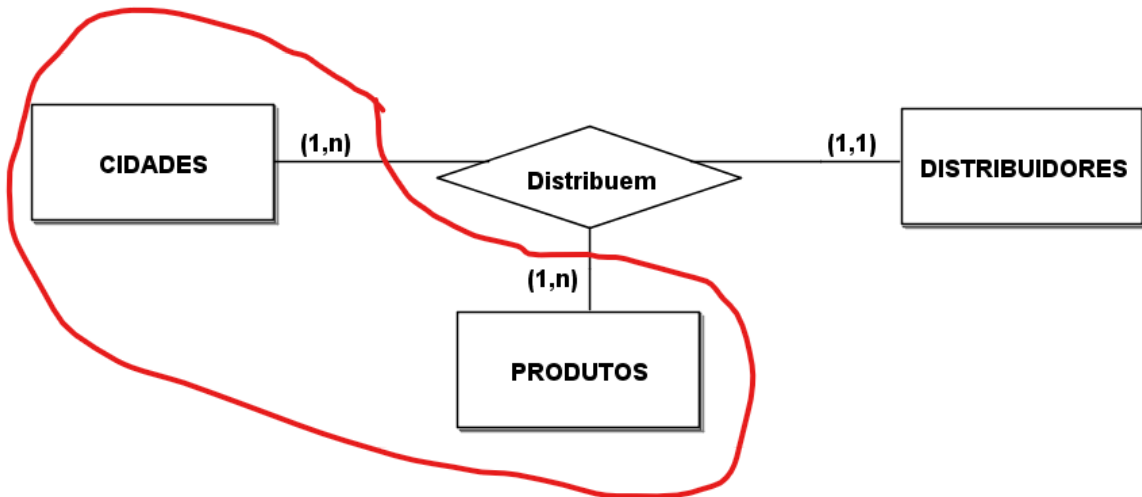 (1,n)
(1,1)
CIDADES
Distribuem
DISTRIBUIDORES
(1,n)
PRODUTOS